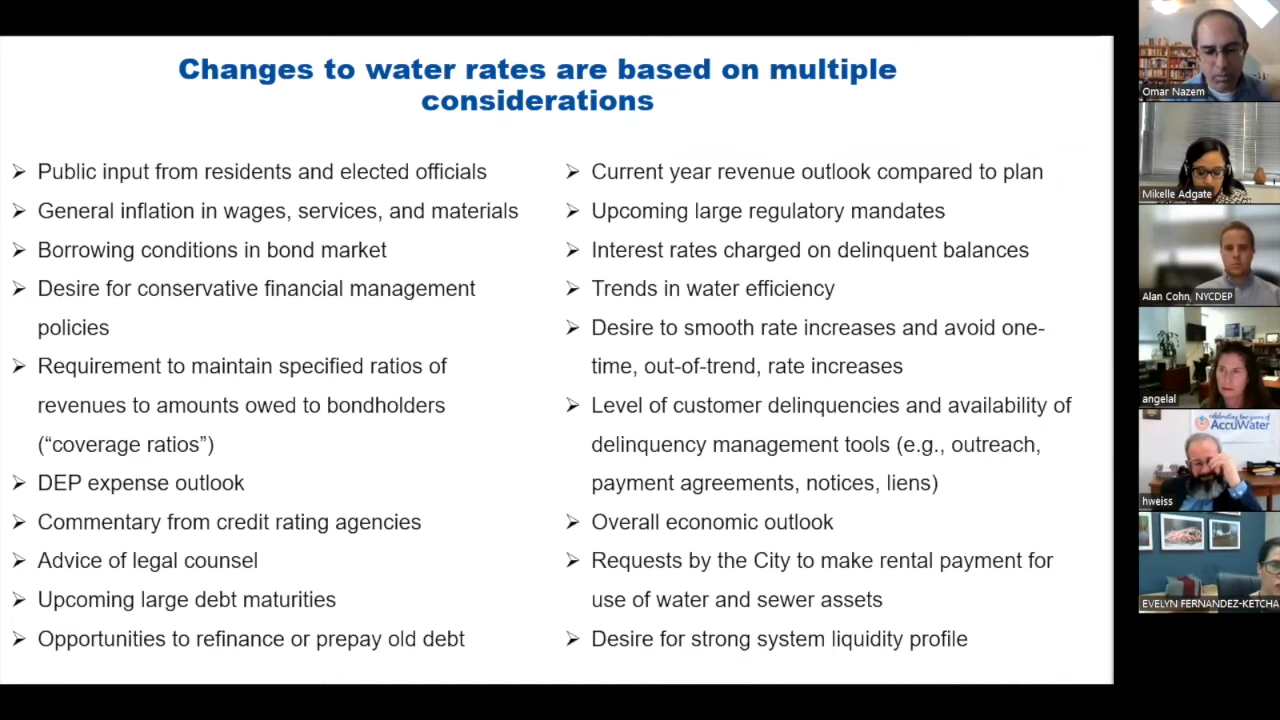 Changes to water rates are based on multiple
considerations
➢ Public input from residents and elected officials
➢ General inflation in wages, services, and materials
➢ Borrowing conditions in bond market
➢ Desire for conservative financial management
policies
➢ Requirement to maintain specified ratios of
revenues to amounts owed to bondholders
(“coverage ratios”)
➢ DEP expense outlook
➢ Commentary from credit rating agencies
➢ Advice of legal counsel
➢ Upcoming large debt maturities
➢ Opportunities to refinance or prepay old debt
➢ Current year revenue outlook compared to plan
➢ Upcoming large regulatory mandates
➢ Interest rates charged on delinquent balances
➢ Trends in water efficiency
➢ Desire to smooth rate increases and avoid one-
time, out-of-trend, rate increases
➢ Level of customer delinquencies and availability of
delinquency management tools (e.g., outreach,
payment agreements, notices, liens)
➢ Overall economic outlook
➢ Requests by the City to make rental payment for
use of water and sewer assets
➢ Desire for strong system liquidity profile
Omar Nazem
Mikelle Adgate
Alan Cohn, NYCDEP
angelal
AccuWater
hweiss
EVELYN FERNANDEZ-KETCHA